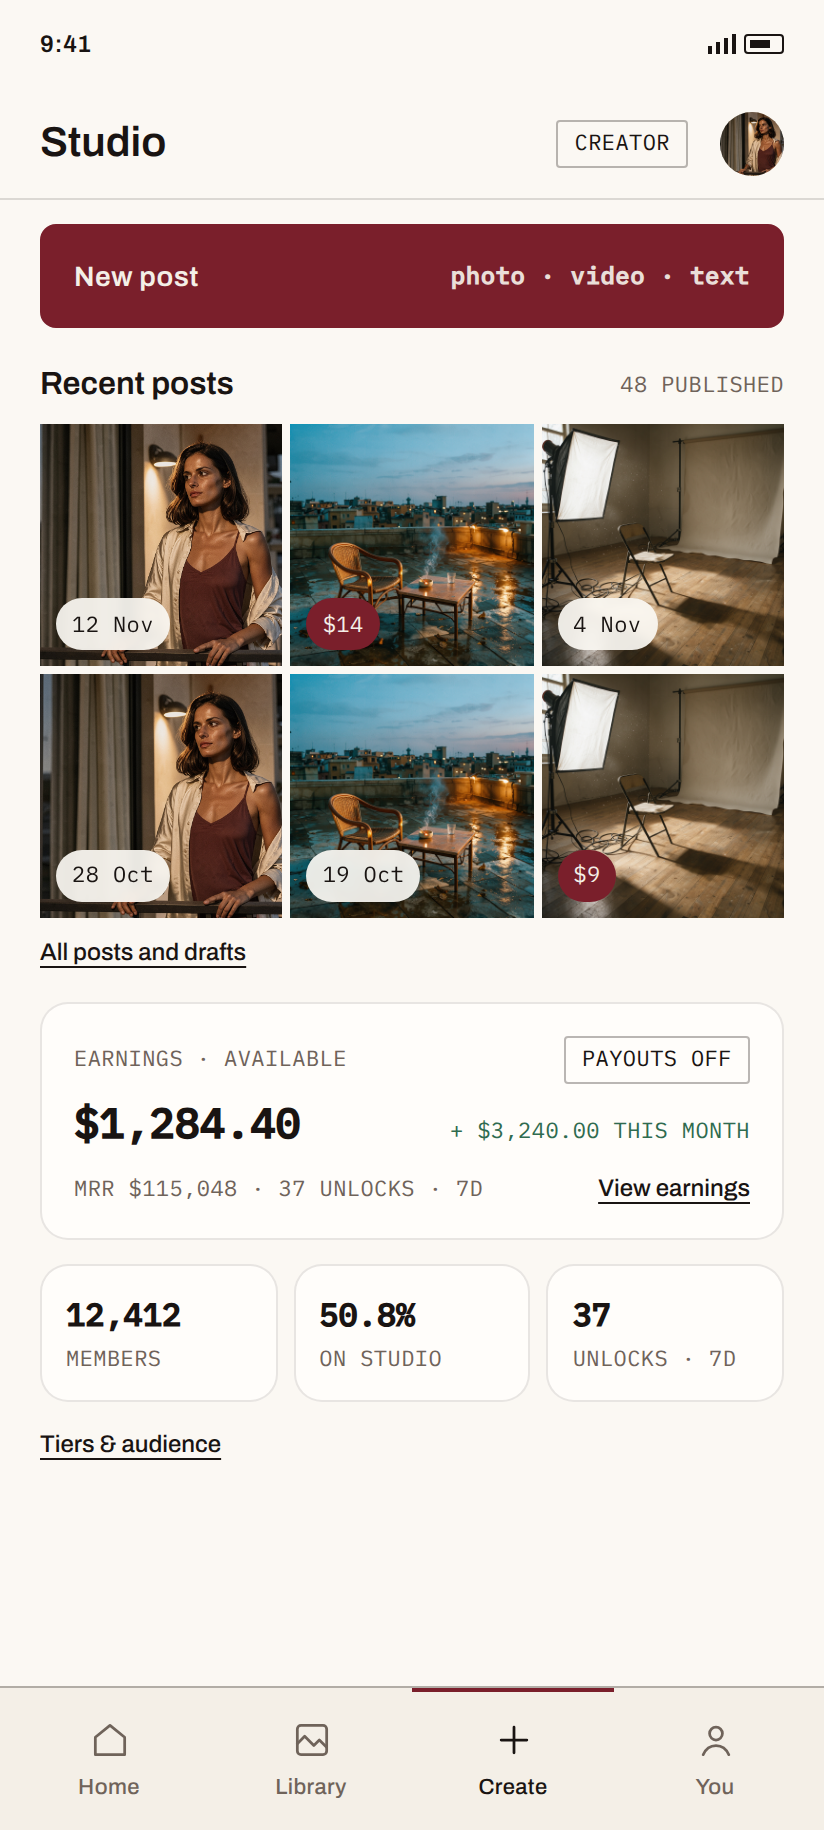 9:41
Studio
CREATOR
New post
photo · video · text
Recent posts
48 PUBLISHED
12 Nov
$14
4 Nov
28 Oct
19 Oct
$9
All posts and drafts
EARNINGS · AVAILABLE
PAYOUTS OFF
$1,284.40
+ $3,240.00 THIS MONTH
MRR $115,048 · 37 UNLOCKS · 7D
View earnings
12,412
MEMBERS
50.8%
ON STUDIO
37
UNLOCKS · 7D
Tiers & audience
Home
Library
Create
You